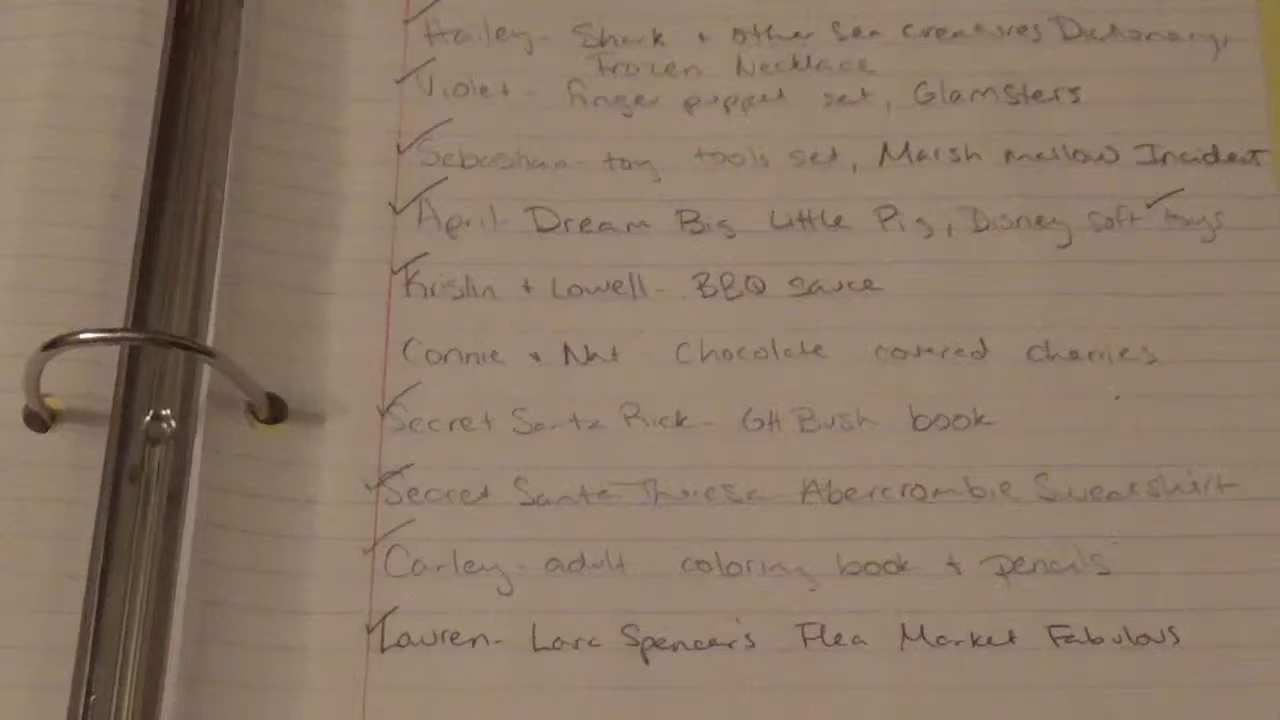 ✓ Hailey - Shark + other Sea Creatures Dictionary,
Frozen Necklace
✓ Violet - finger puppet set, Glamsters
✓ Sebastian - toy tools set, Marsh mellow Incident
✓ April Dream Big Little Pig, Disney soft ✓ toys
✓ Kristin + Lowell - BBQ sauce
Connie + Nat Chocolate covered cherries
✓ Secret Santa Rick - GH Bush book
✓ Secret Santa Theresa Abercrombie Sweatshirt
✓ Carley - adult coloring book + pencils
✓ Lauren - Lara Spencer's Flea Market Fabulous